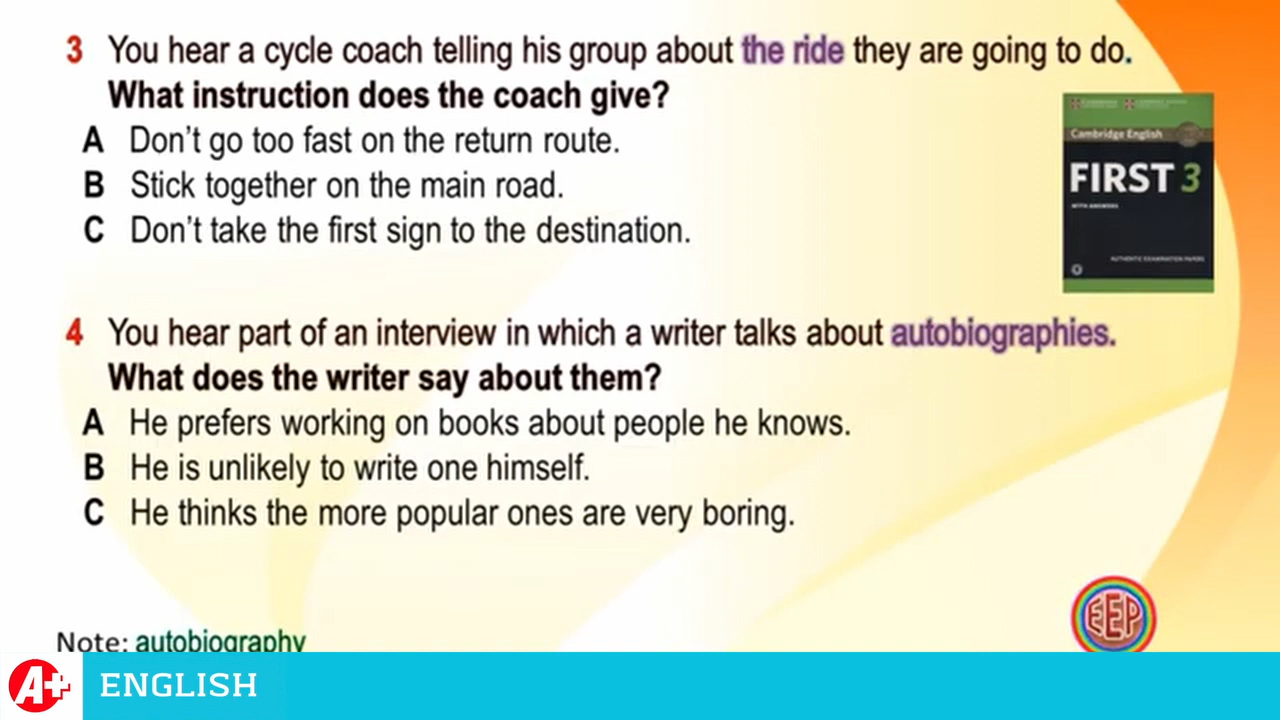 3 You hear a cycle coach telling his group about the ride they are going to do.
What instruction does the coach give?
A Don't go too fast on the return route.
B Stick together on the main road.
C Don't take the first sign to the destination.
Cambridge English
FIRST 3
WITH ANSWERS
AUTHENTIC EXAMINATION PAPERS
4 You hear part of an interview in which a writer talks about autobiographies.
What does the writer say about them?
A He prefers working on books about people he knows.
B He is unlikely to write one himself.
C He thinks the more popular ones are very boring.
EEP
Note: autobiography
A+ ENGLISH